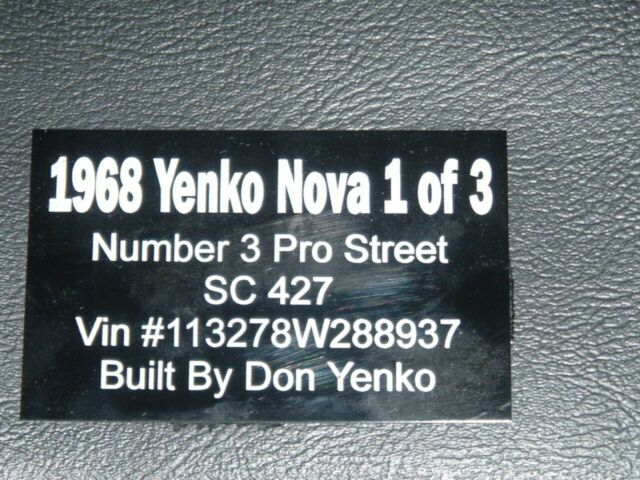 1968 Yenko Nova 1 of 3
Number 3 Pro Street
SC 427
Vin #113278W288937
Built By Don Yenko